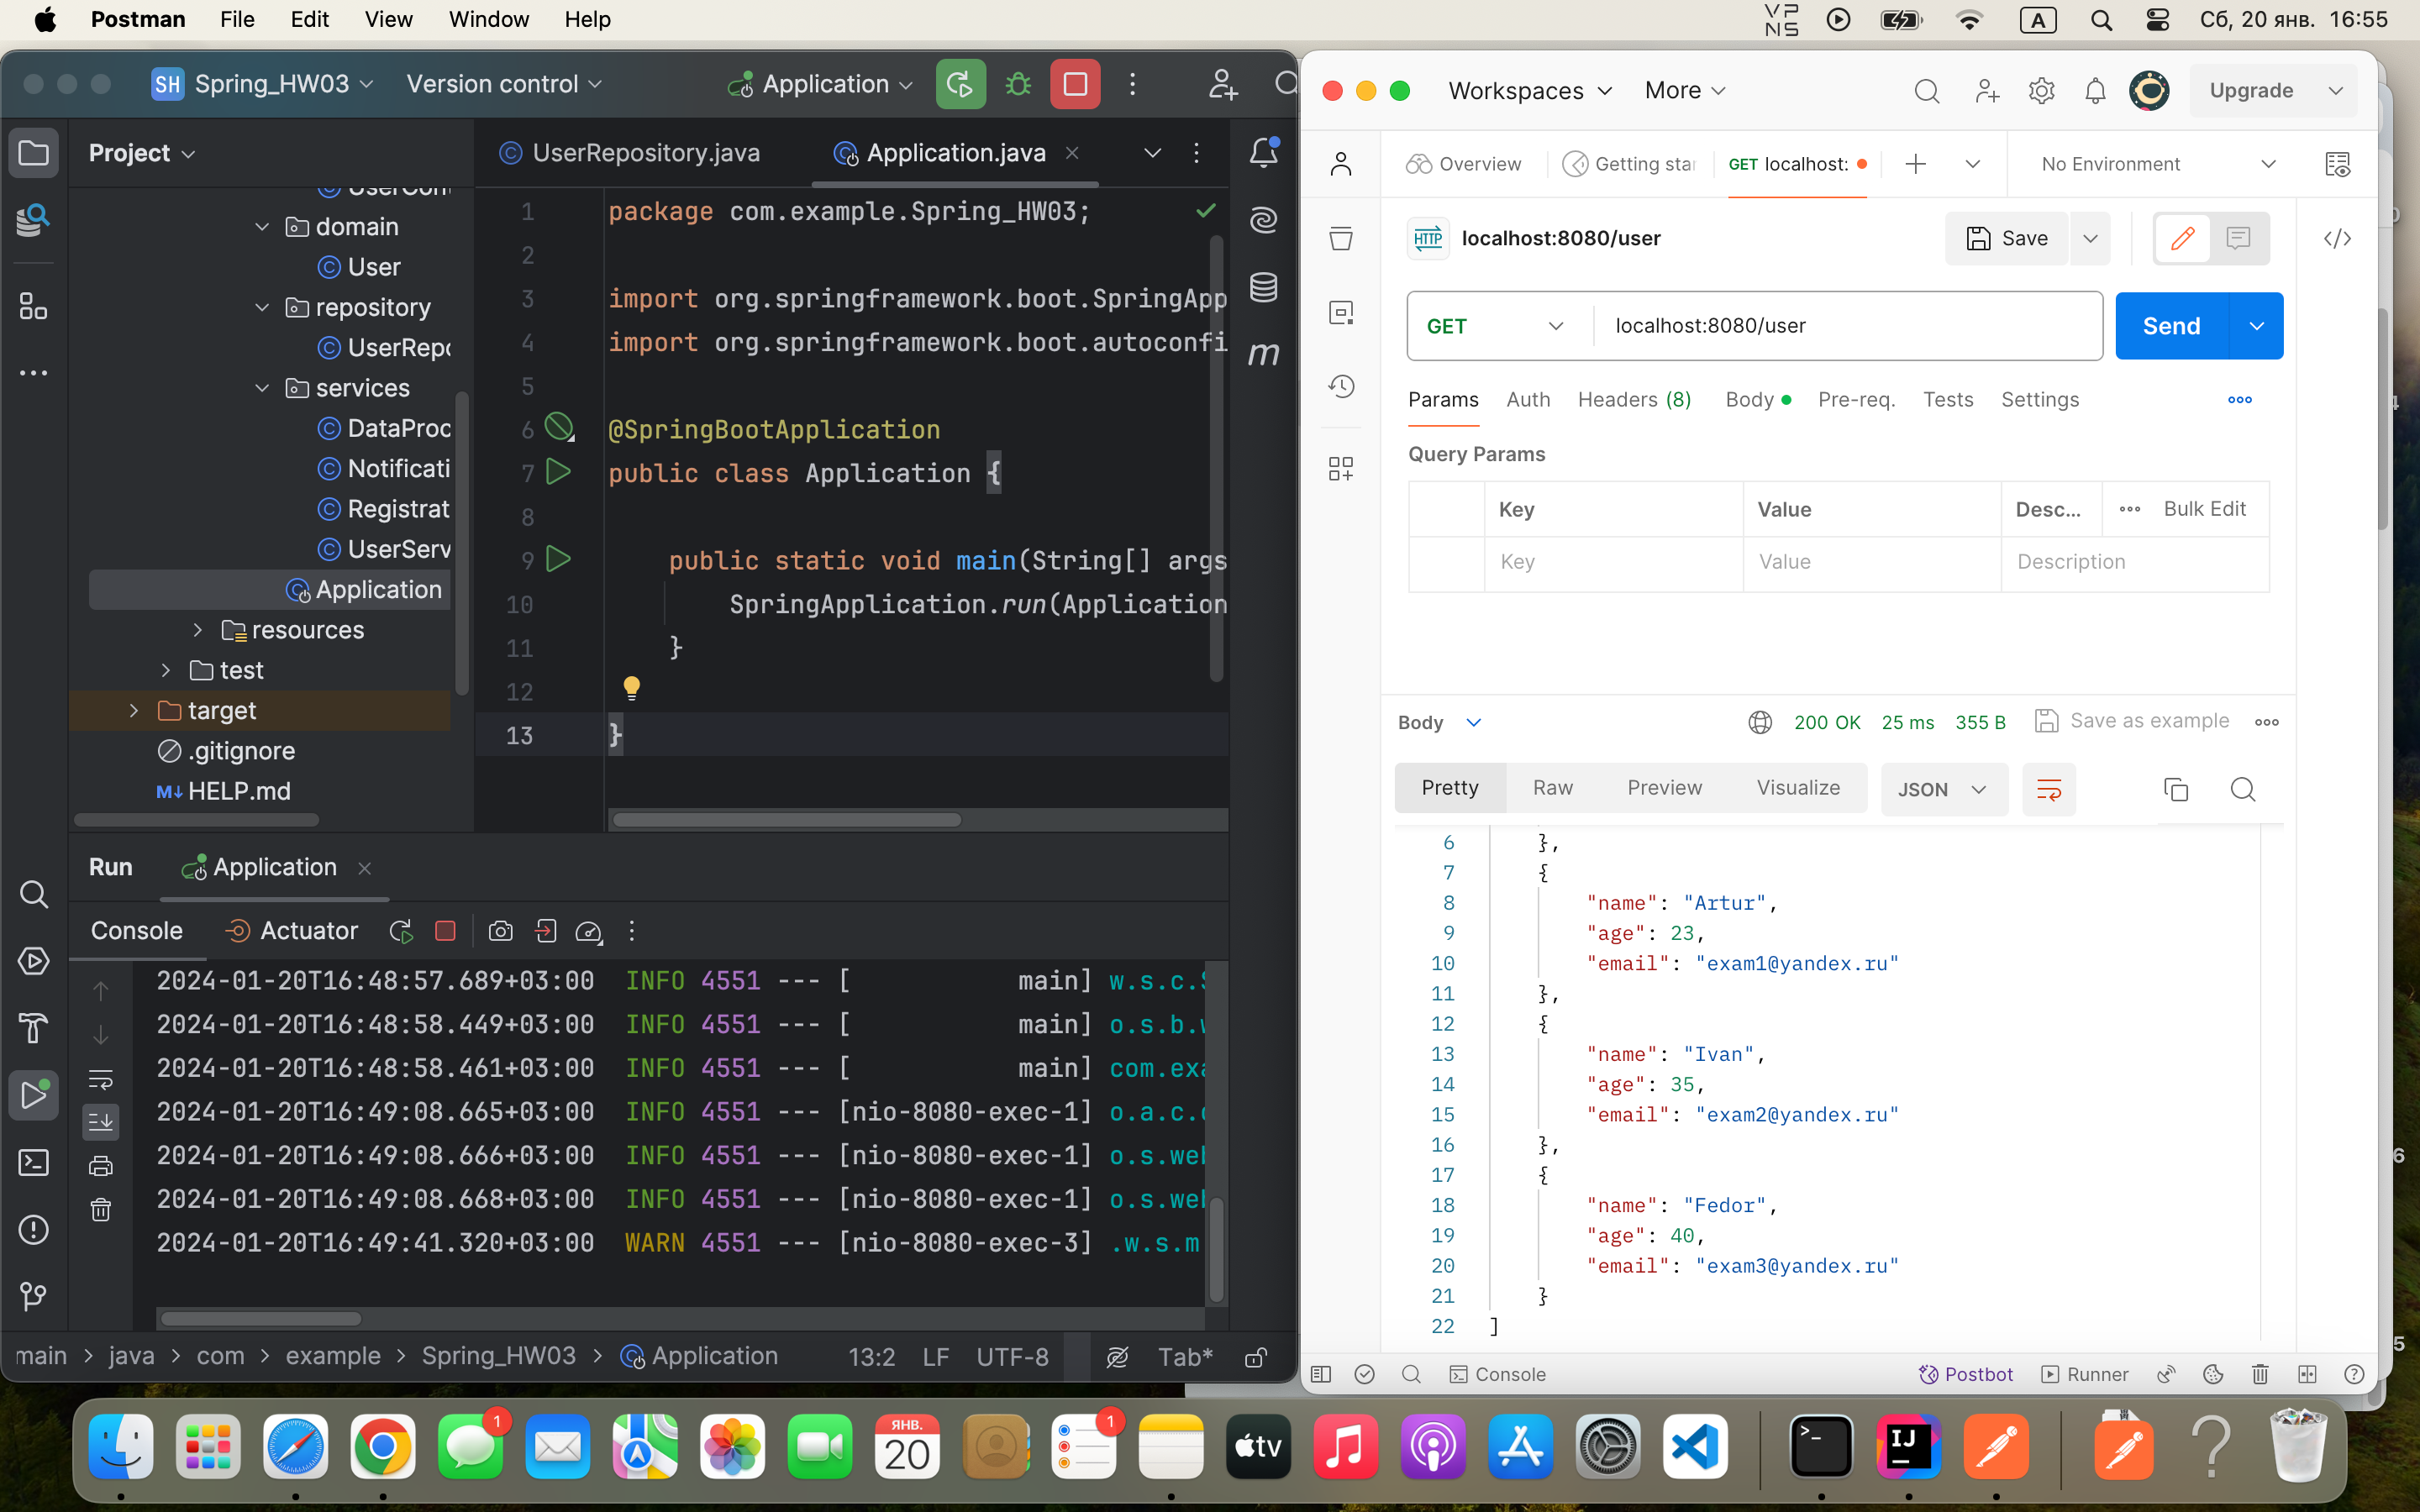 Postman File Edit View Window Help
VP NS A Сб, 20 янв. 16:55
SH Spring_HW03 Version control Application
Project
domain
User
repository
UserRepo
services
DataProc
Notificati
Registrat
UserServ
Application
resources
test
target
.gitignore
M↓ HELP.md
UserRepository.java Application.java
1 package com.example.Spring_HW03;
2
3 import org.springframework.boot.SpringApp
4 import org.springframework.boot.autoconfi
5
6 @SpringBootApplication
7 public class Application {
8
9 public static void main(String[] args
10 SpringApplication.run(Application
11 }
12
13 }
m
Run Application
Console Actuator
2024-01-20T16:48:57.689+03:00 INFO 4551 --- [ main] w.s.c.S
2024-01-20T16:48:58.449+03:00 INFO 4551 --- [ main] o.s.b.w
2024-01-20T16:48:58.461+03:00 INFO 4551 --- [ main] com.exa
2024-01-20T16:49:08.665+03:00 INFO 4551 --- [nio-8080-exec-1] o.a.c.c
2024-01-20T16:49:08.666+03:00 INFO 4551 --- [nio-8080-exec-1] o.s.web
2024-01-20T16:49:08.668+03:00 INFO 4551 --- [nio-8080-exec-1] o.s.web
2024-01-20T16:49:41.320+03:00 WARN 4551 --- [nio-8080-exec-3] .w.s.m
main > java > com > example > Spring_HW03 > Application 13:2 LF UTF-8 Tab*
Workspaces More Upgrade
Overview Getting star GET localhost: No Environment
HTTP localhost:8080/user Save
GET localhost:8080/user Send
Params Auth Headers (8) Body Pre-req. Tests Settings
Query Params
Key Value Desc... Bulk Edit
Key Value Description
Body 200 OK 25 ms 355 B Save as example
Pretty Raw Preview Visualize JSON
6 },
7 {
8 "name": "Artur",
9 "age": 23,
10 "email": "exam1@yandex.ru"
11 },
12 {
13 "name": "Ivan",
14 "age": 35,
15 "email": "exam2@yandex.ru"
16 },
17 {
18 "name": "Fedor",
19 "age": 40,
20 "email": "exam3@yandex.ru"
21 }
22 ]
Console Postbot Runner
1 ЯНВ. 20 1 tv >_ IJ